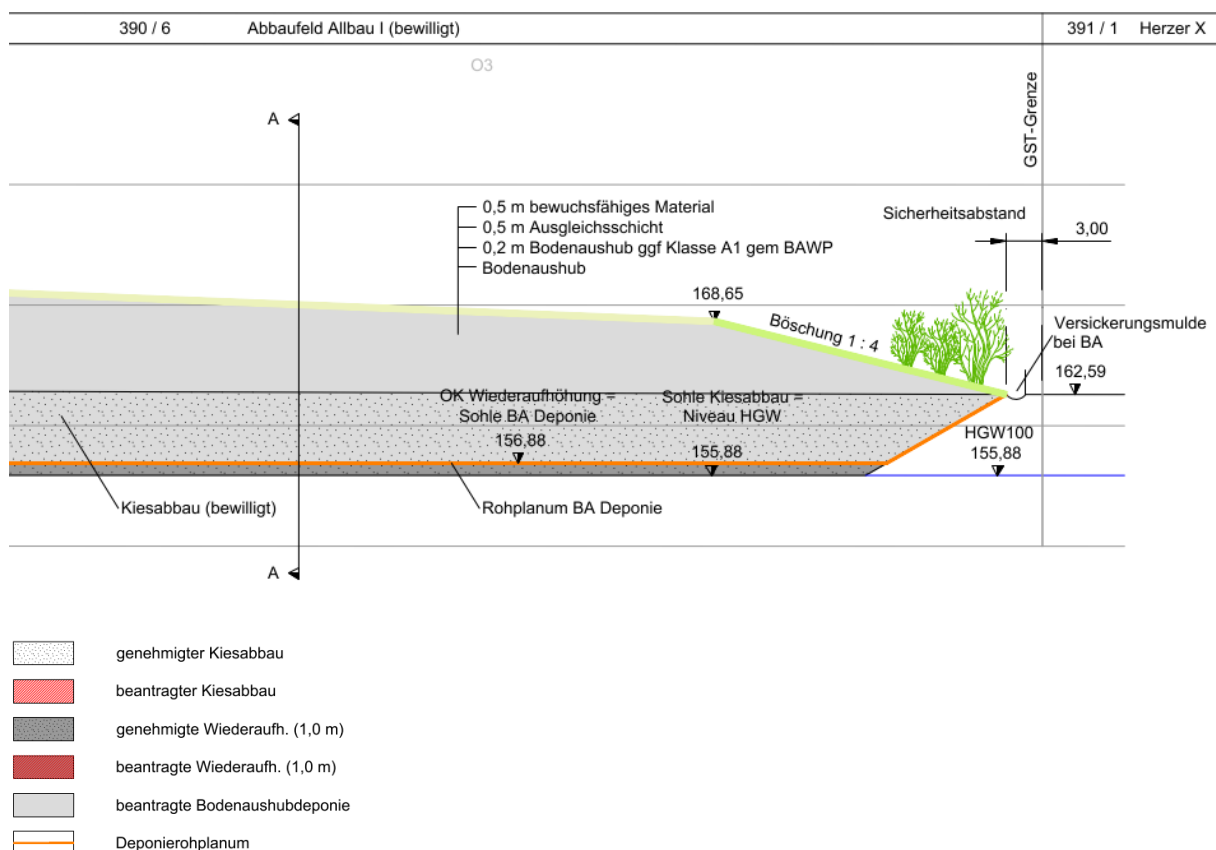 390 / 6 Abbaufeld Allbau I (bewilligt) 391 / 1 Herzer X
O3
GST-Grenze
A
0,5 m bewuchsfähiges Material
0,5 m Ausgleichsschicht
0,2 m Bodenaushub ggf Klasse A1 gem BAWP
Bodenaushub
Sicherheitsabstand
3,00
168,65
Böschung 1 : 4
Versickerungsmulde
bei BA
162,59
OK Wiederaufhöhung =
Sohle BA Deponie
156,88
Sohle Kiesabbau =
Niveau HGW
155,88
HGW100
155,88
Kiesabbau (bewilligt)
Rohplanum BA Deponie
A
genehmigter Kiesabbau
beantragter Kiesabbau
genehmigte Wiederaufh. (1,0 m)
beantragte Wiederaufh. (1,0 m)
beantragte Bodenaushubdeponie
Deponierohplanum